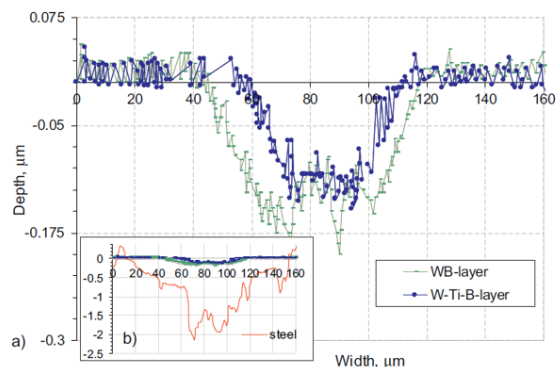 0.075
0 20 40 60 80 100 120 140 160
-0.05
Depth, µm
-0.175
0
0 20 40 60 80 100 120 140 160
-0.5
-1
-1.5
-2
-2.5
b)
steel
WB-layer
W-Ti-B-layer
a)
-0.3
Width, µm